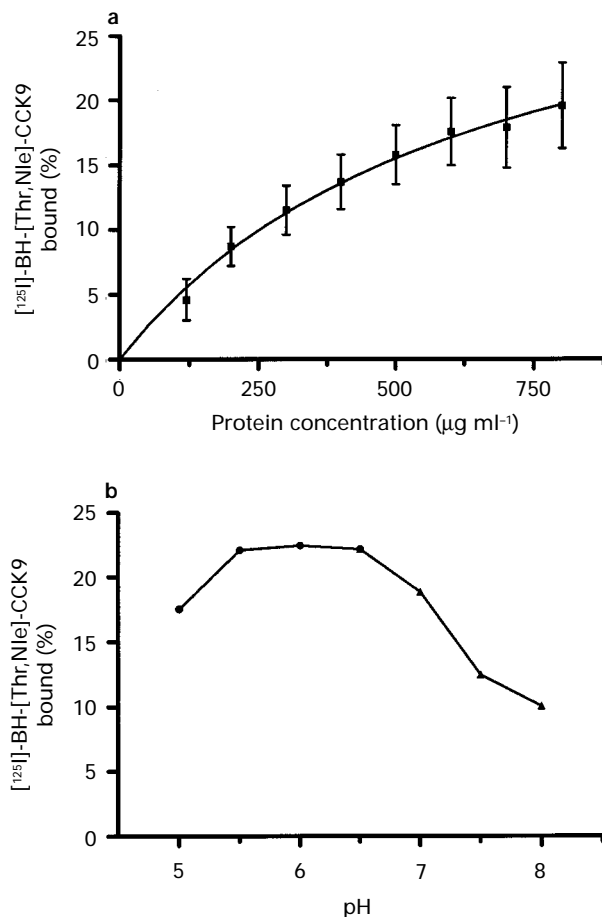 a
[¹²⁵I]-BH-[Thr,Nle]-CCK9
bound (%)
25
20
15
10
5
0
0
250
500
750
Protein concentration (µg ml⁻¹)
b
[¹²⁵I]-BH-[Thr,Nle]-CCK9
bound (%)
25
20
15
10
5
0
5
6
7
8
pH